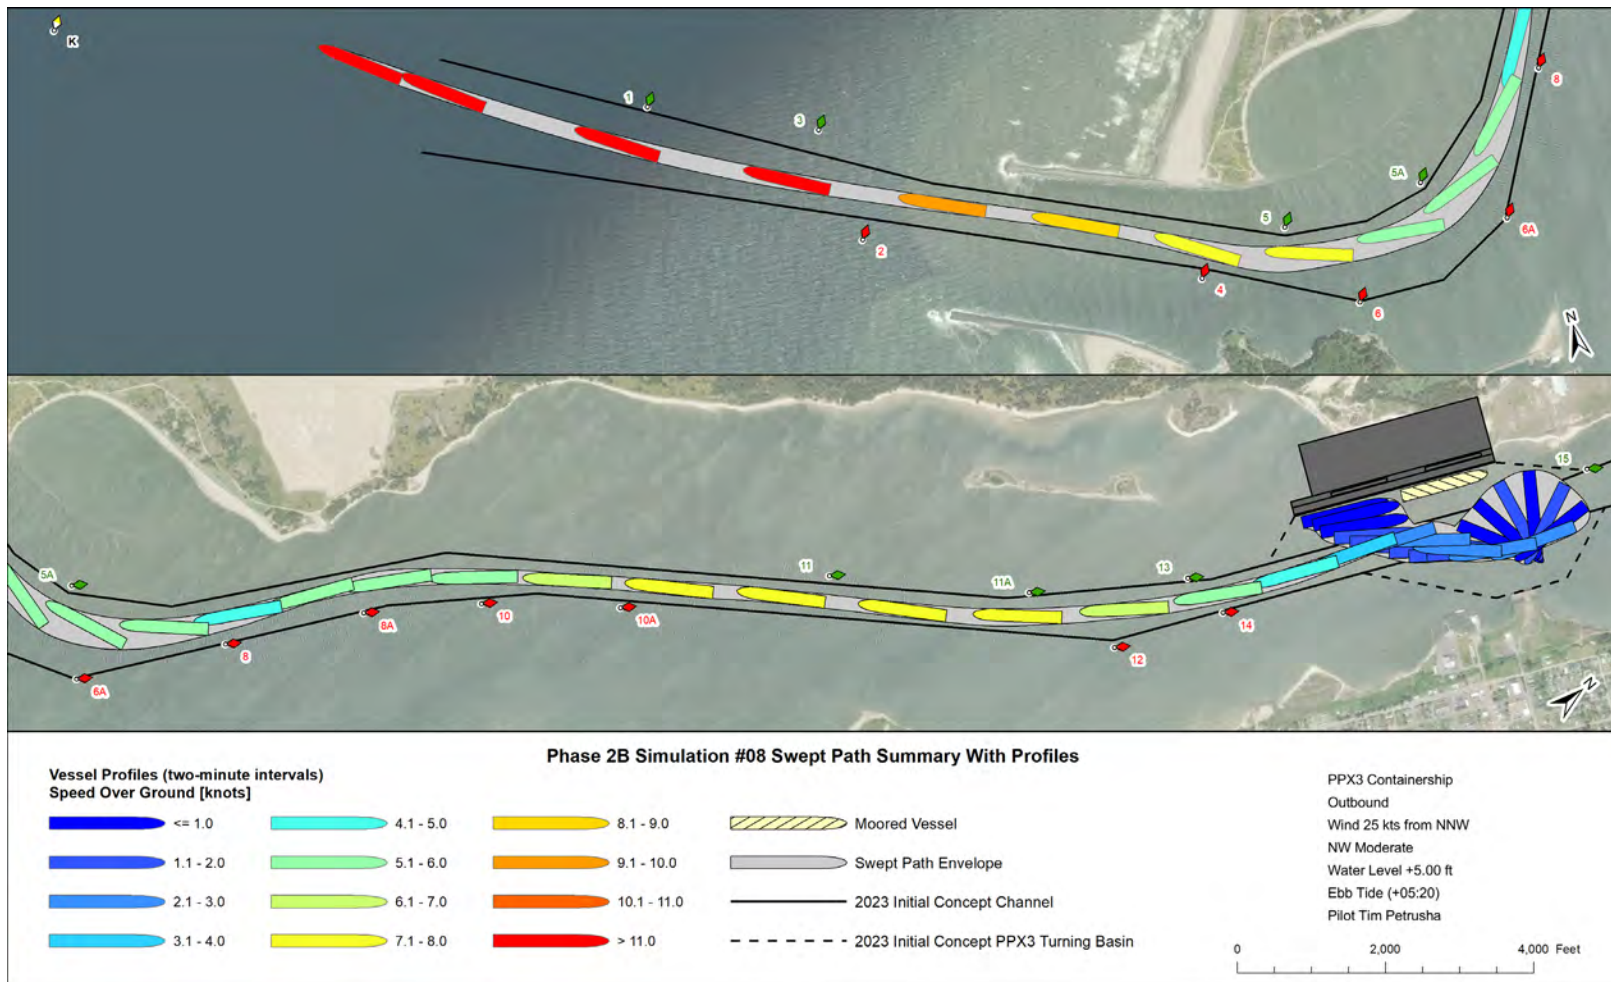 K
1
3
2
4
5
6
5A
6A
8
N
5A
6A
8
8A
10
10A
11
11A
12
13
14
15
N
Phase 2B Simulation #08 Swept Path Summary With Profiles
Vessel Profiles (two-minute intervals)
Speed Over Ground [knots]
<= 1.0
1.1 - 2.0
2.1 - 3.0
3.1 - 4.0
4.1 - 5.0
5.1 - 6.0
6.1 - 7.0
7.1 - 8.0
8.1 - 9.0
9.1 - 10.0
10.1 - 11.0
> 11.0
Moored Vessel
Swept Path Envelope
2023 Initial Concept Channel
2023 Initial Concept PPX3 Turning Basin
PPX3 Containership
Outbound
Wind 25 kts from NNW
NW Moderate
Water Level +5.00 ft
Ebb Tide (+05:20)
Pilot Tim Petrusha
0 2,000 4,000 Feet